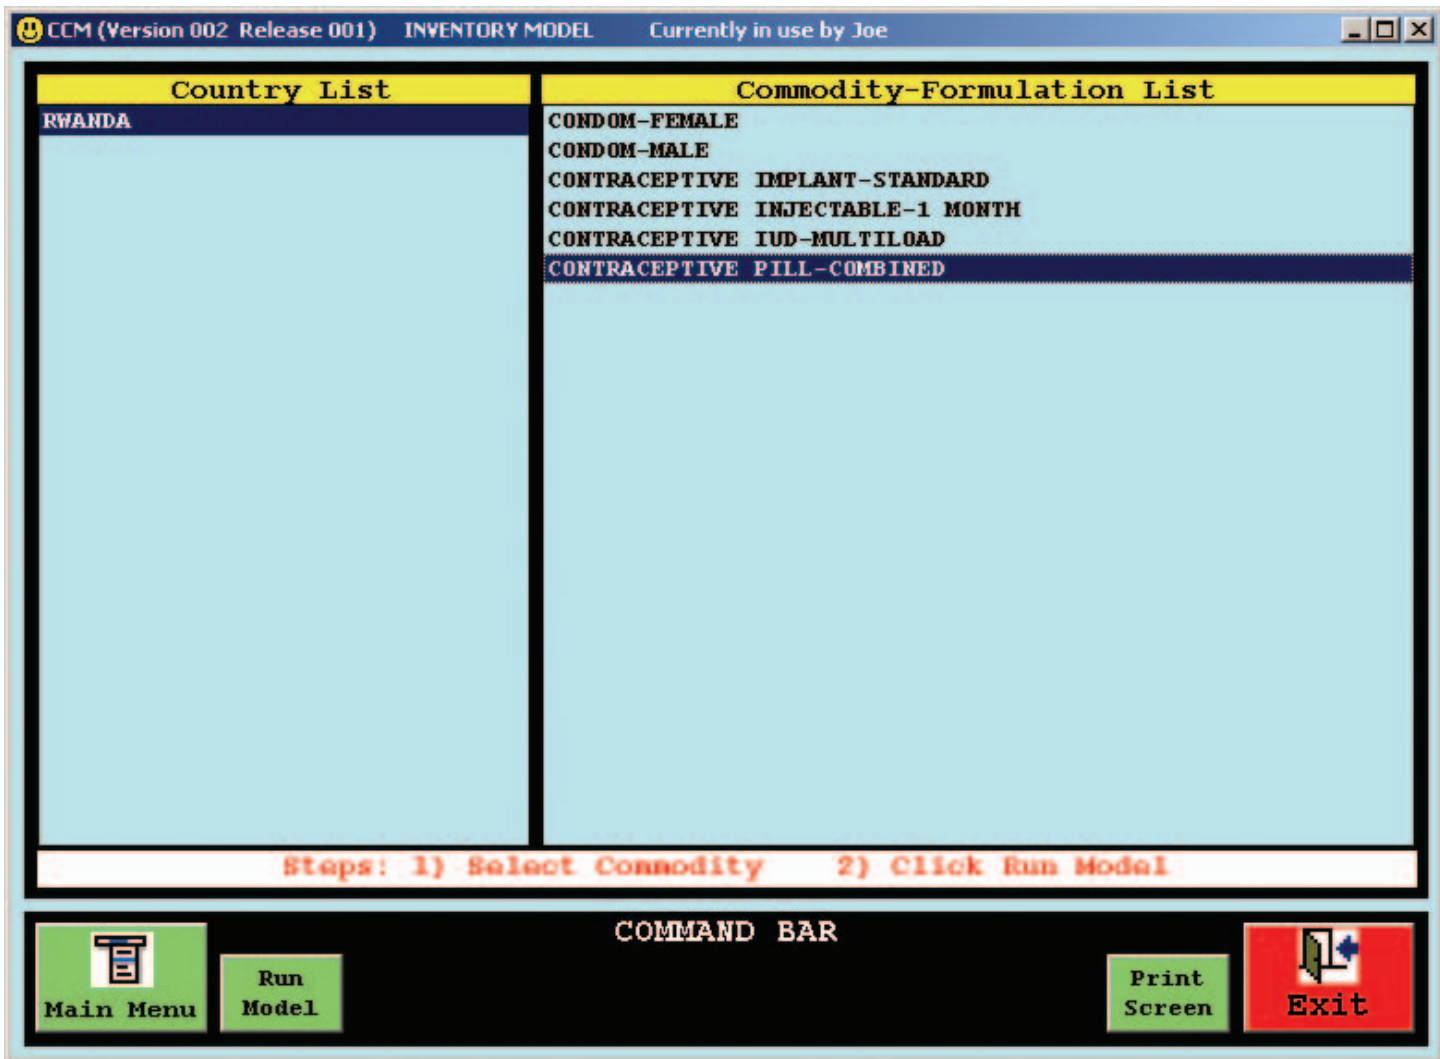 CCM (Version 002 Release 001) INVENTORY MODEL Currently in use by Joe
Country List
RWANDA
Commodity-Formulation List
CONDOM-FEMALE
CONDOM-MALE
CONTRACEPTIVE IMPLANT-STANDARD
CONTRACEPTIVE INJECTABLE-1 MONTH
CONTRACEPTIVE IUD-MULTILOAD
CONTRACEPTIVE PILL-COMBINED
Steps: 1) Select Commodity 2) Click Run Model
COMMAND BAR
Main Menu
Run
Model
Print
Screen
Exit